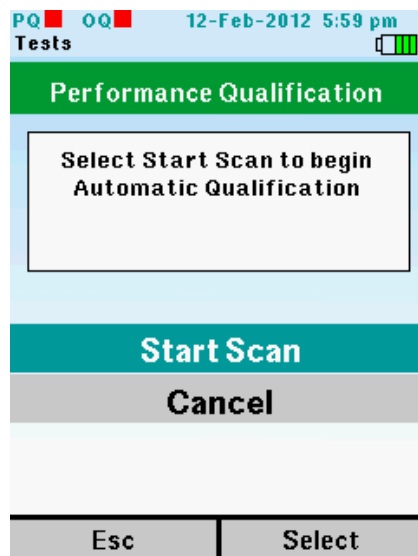 PQ OQ 12-Feb-2012 5:59 pm
Tests
Performance Qualification
Select Start Scan to begin
Automatic Qualification
Start Scan
Cancel
Esc Select